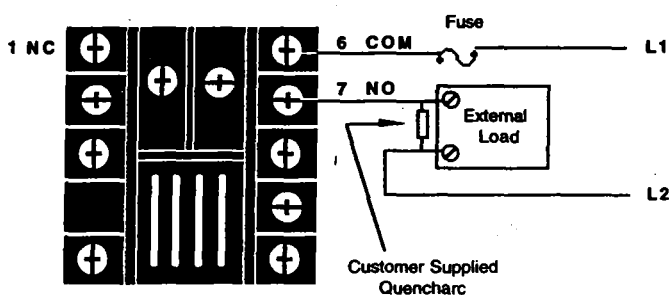 Fuse
1 NC
6 COM
L1
7 NO
External
Load
L2
Customer Supplied
Quencharc